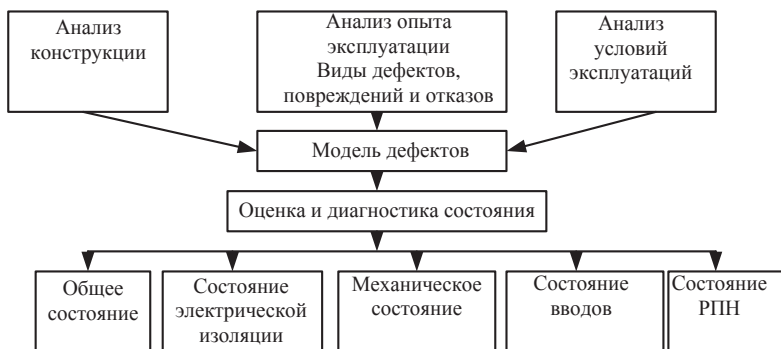 Анализ
конструкции
Анализ опыта
эксплуатации
Виды дефектов,
повреждений и отказов
Анализ
условий
эксплуатаций
Модель дефектов
Оценка и диагностика состояния
Общее
состояние
Состояние
электрической
изоляции
Механическое
состояние
Состояние
вводов
Состояние
РПН